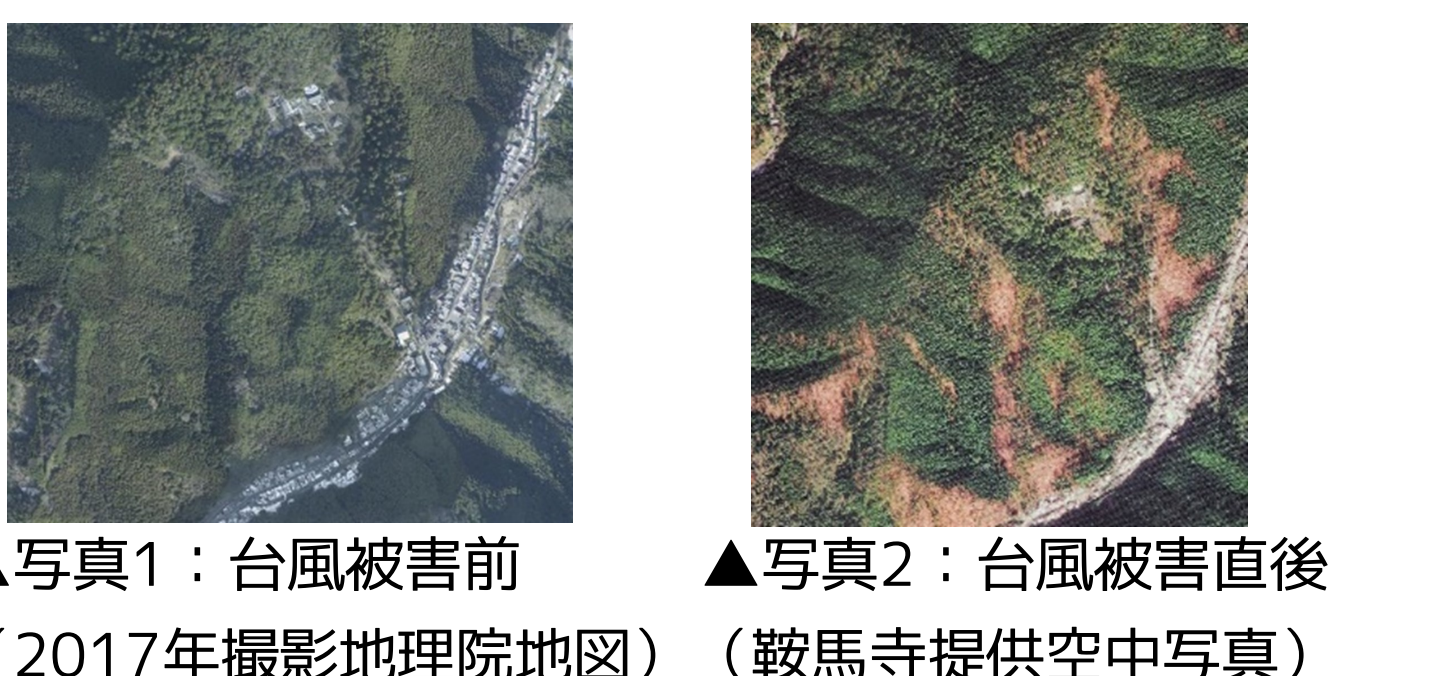 ▲写真1：台風被害前
（2017年撮影地理院地図）
▲写真2：台風被害直後
（鞍馬寺提供空中写真）